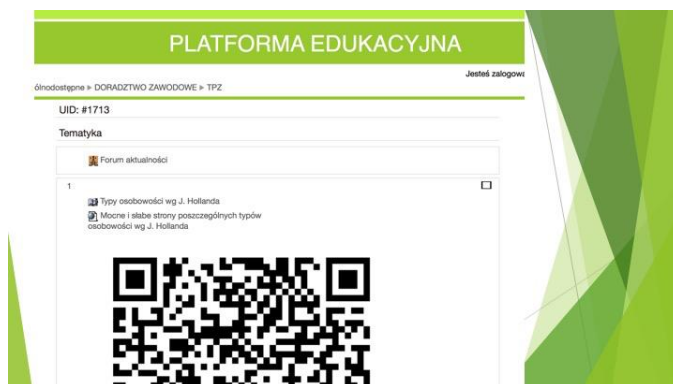 PLATFORMA EDUKACYJNA
Jesteś zalogowa
ólnodostępne » DORADZTWO ZAWODOWE » TPZ
UID: #1713
Tematyka
Forum aktualności
1
Typy osobowości wg J. Hollanda
Mocne i słabe strony poszczególnych typów
osobowości wg J. Hollanda